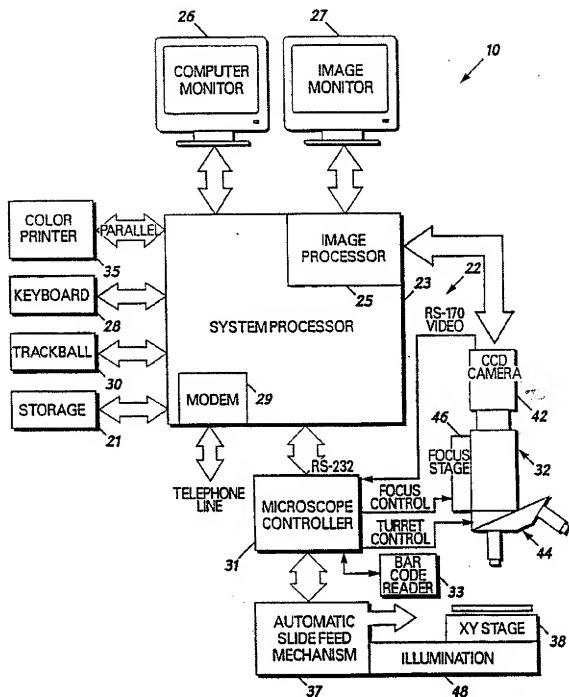 26
27
10
COMPUTER
MONITOR
IMAGE
MONITOR
COLOR
PRINTER
PARALLEL
35
IMAGE
PROCESSOR
25
23
22
KEYBOARD
28
SYSTEM PROCESSOR
RS-170
VIDEO
TRACKBALL
30
CCD
CAMERA
42
STORAGE
21
MODEM
29
46
FOCUS
STAGE
32
TELEPHONE
LINE
RS-232
MICROSCOPE
CONTROLLER
31
FOCUS
CONTROL
TURRET
CONTROL
44
BAR
CODE
READER
33
AUTOMATIC
SLIDE FEED
MECHANISM
37
XY STAGE
38
ILLUMINATION
48